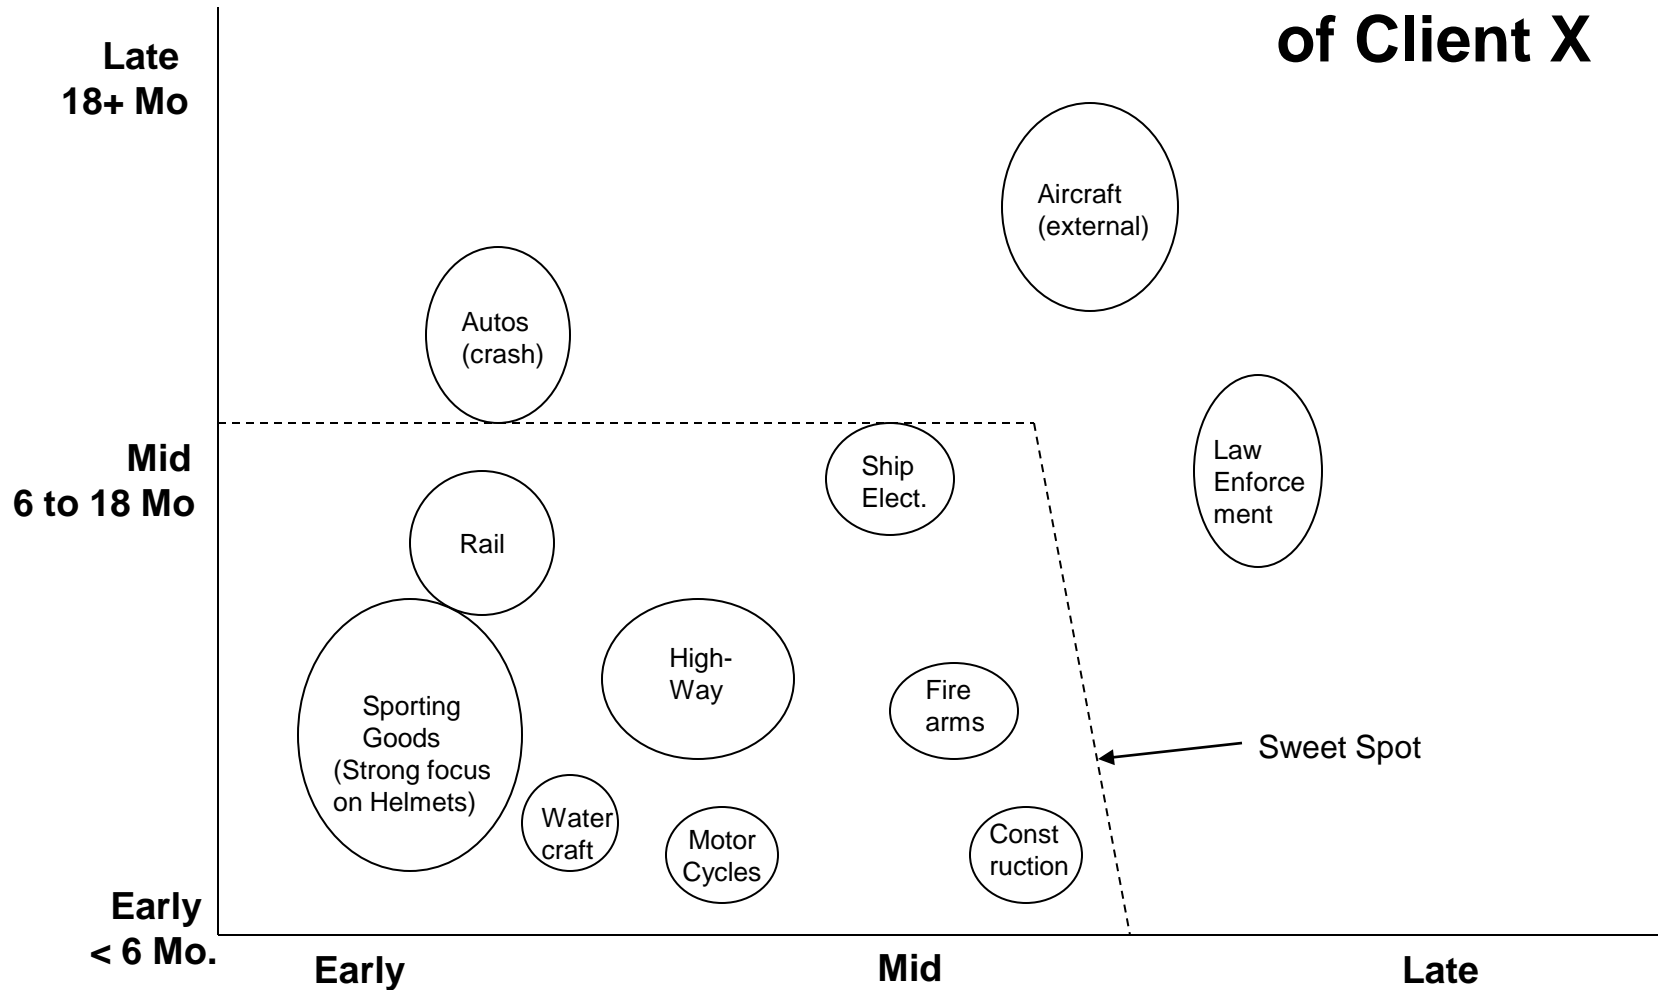 of Client X
Late
18+ Mo
Aircraft
(external)
Autos
(crash)
Mid
6 to 18 Mo
Ship
Elect.
Law
Enforce
ment
Rail
High-
Way
Fire
arms
Sporting
Goods
(Strong focus
on Helmets)
Sweet Spot
Water
craft
Motor
Cycles
Const
ruction
Early
< 6 Mo.
Early
Mid
Late